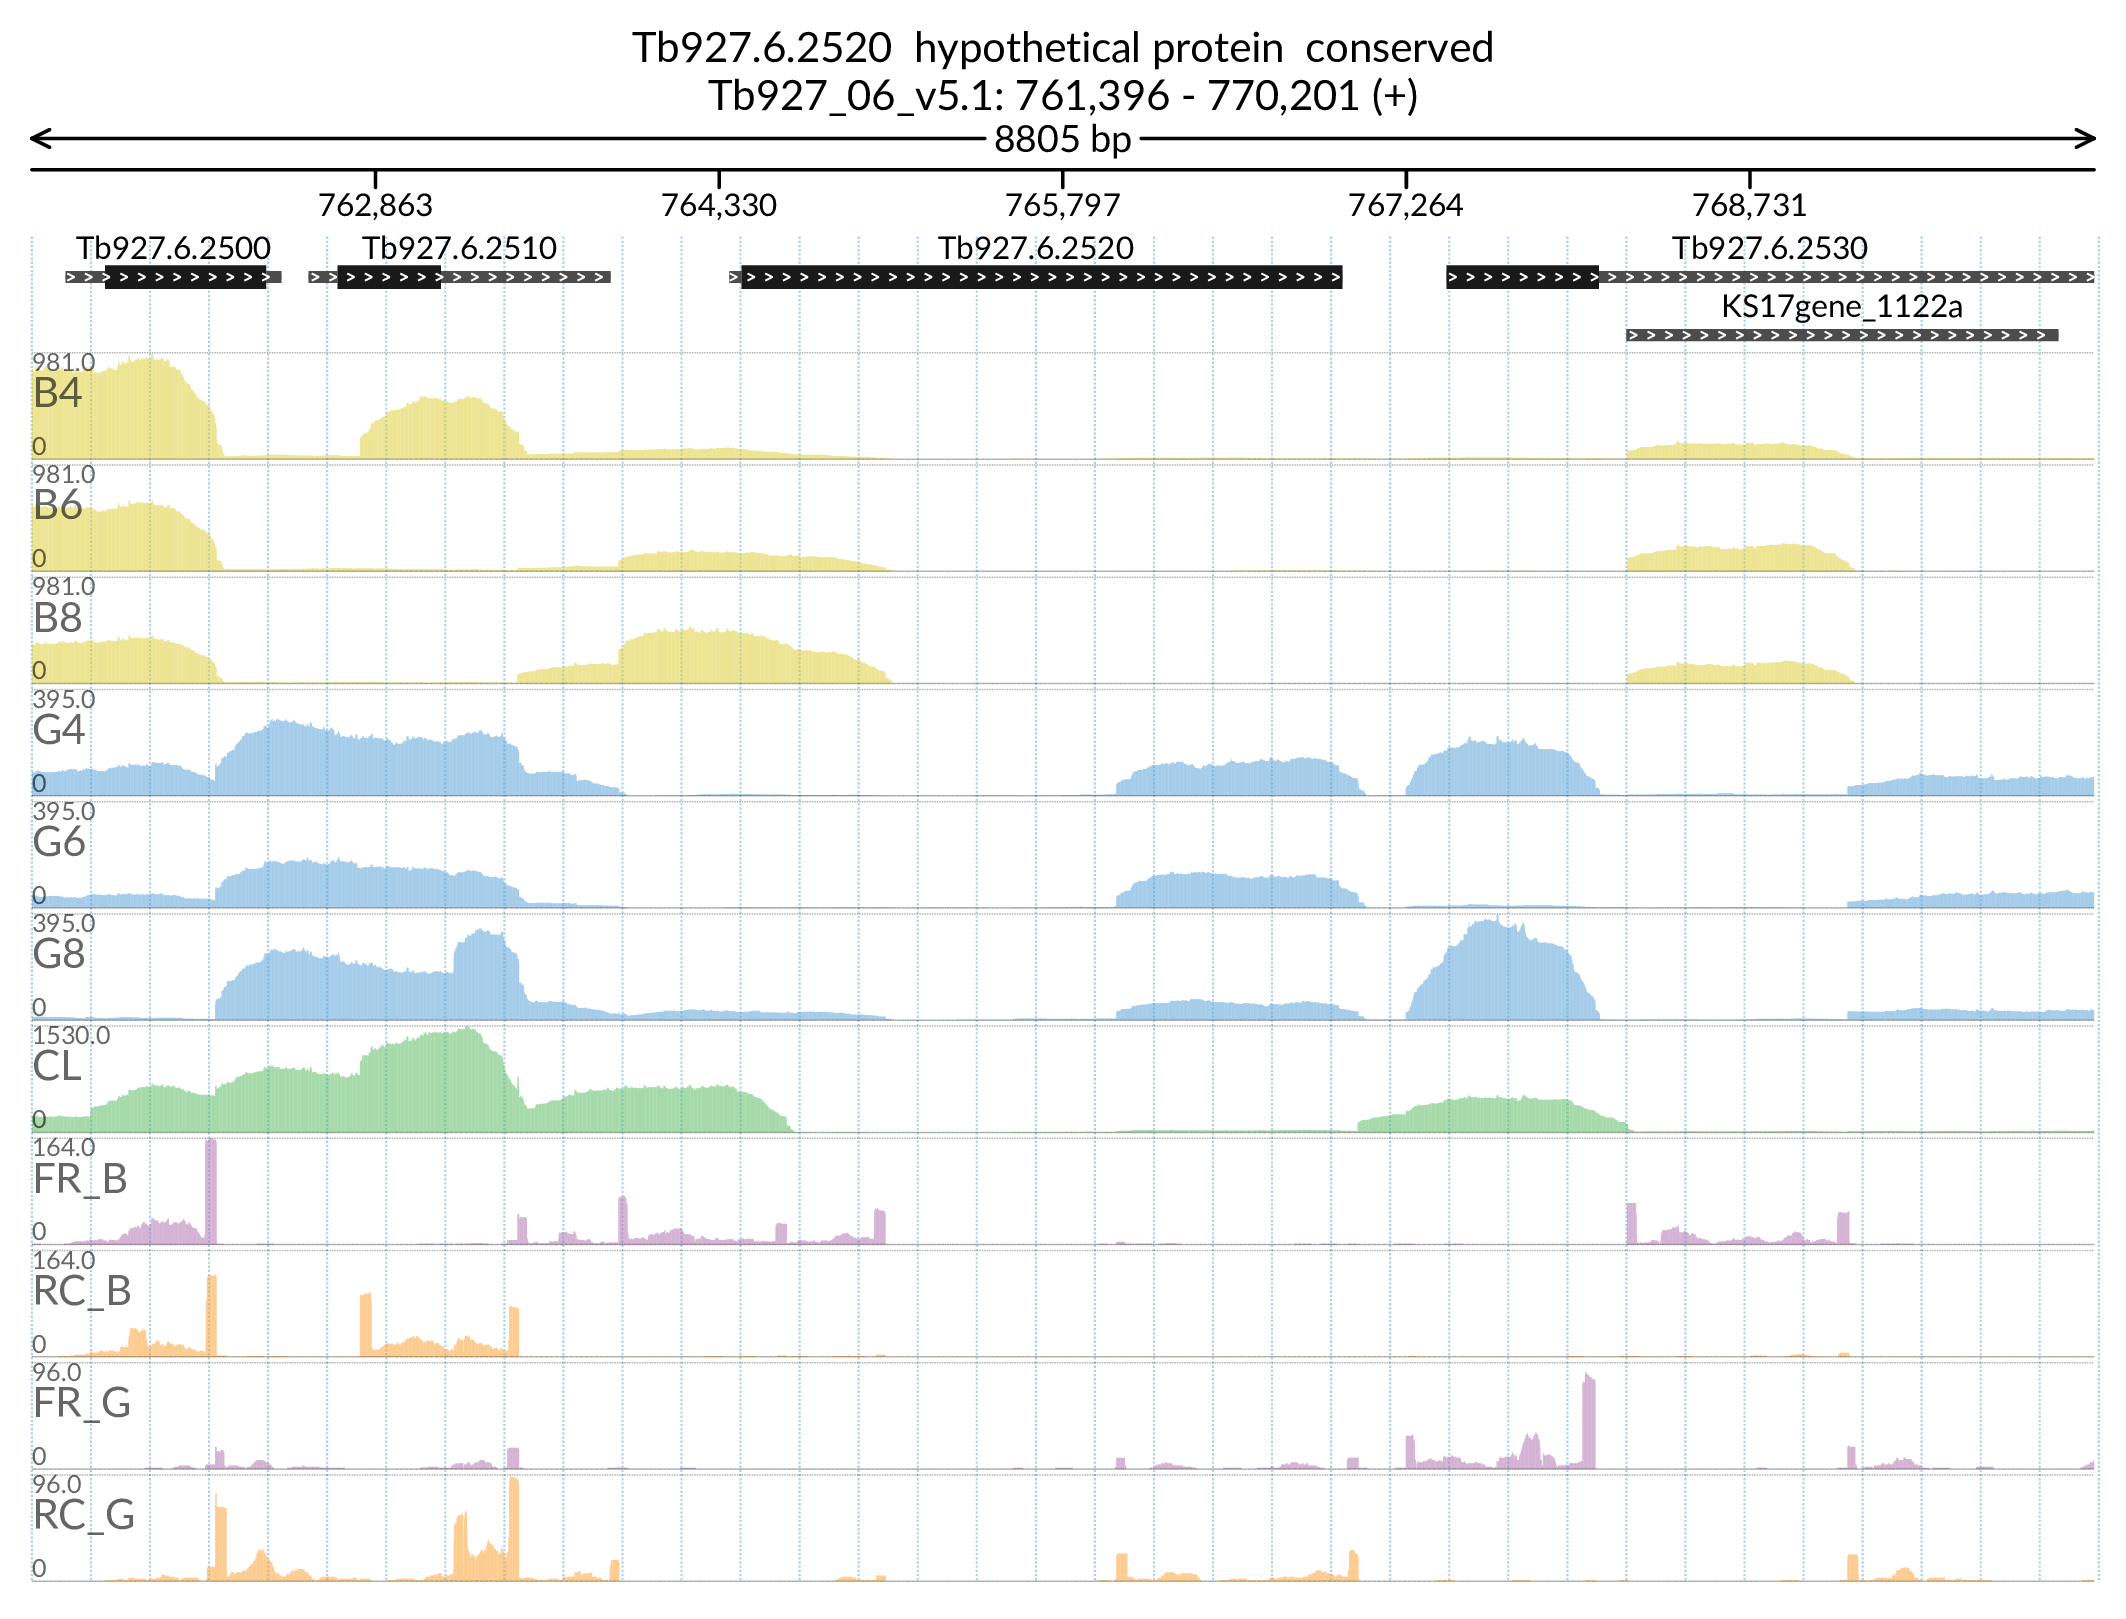 Tb927.6.2520  hypothetical protein  conserved
Tb927_06_v5.1: 761,396 - 770,201 (+)
8805 bp
762,863 764,330 765,797 767,264 768,731
Tb927.6.2500 Tb927.6.2510 Tb927.6.2520 Tb927.6.2530
KS17gene_1122a
981.0
B4
0
981.0
B6
0
981.0
B8
0
395.0
G4
0
395.0
G6
0
395.0
G8
0
1530.0
CL
0
164.0
FR_B
0
164.0
RC_B
0
96.0
FR_G
0
96.0
RC_G
0